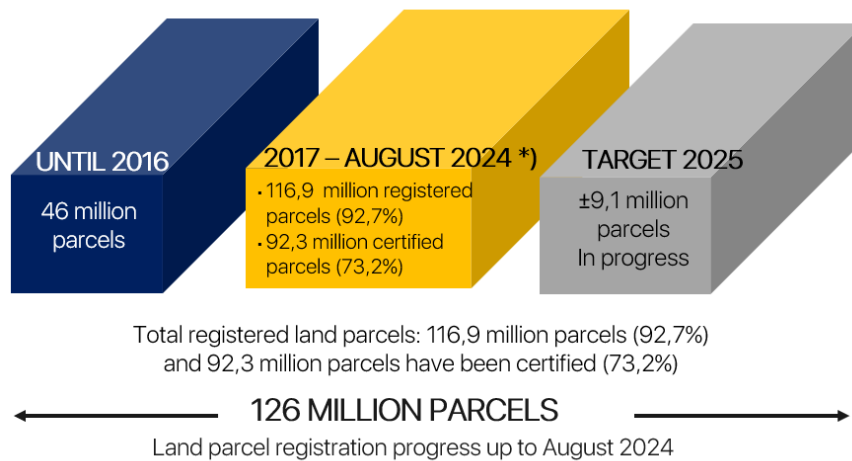 UNTIL 2016
46 million
parcels
2017 – AUGUST 2024 *)
• 116,9 million registered
parcels (92,7%)
• 92,3 million certified
parcels (73,2%)
TARGET 2025
±9,1 million
parcels
In progress
Total registered land parcels: 116,9 million parcels (92,7%)
and 92,3 million parcels have been certified (73,2%)
126 MILLION PARCELS
Land parcel registration progress up to August 2024